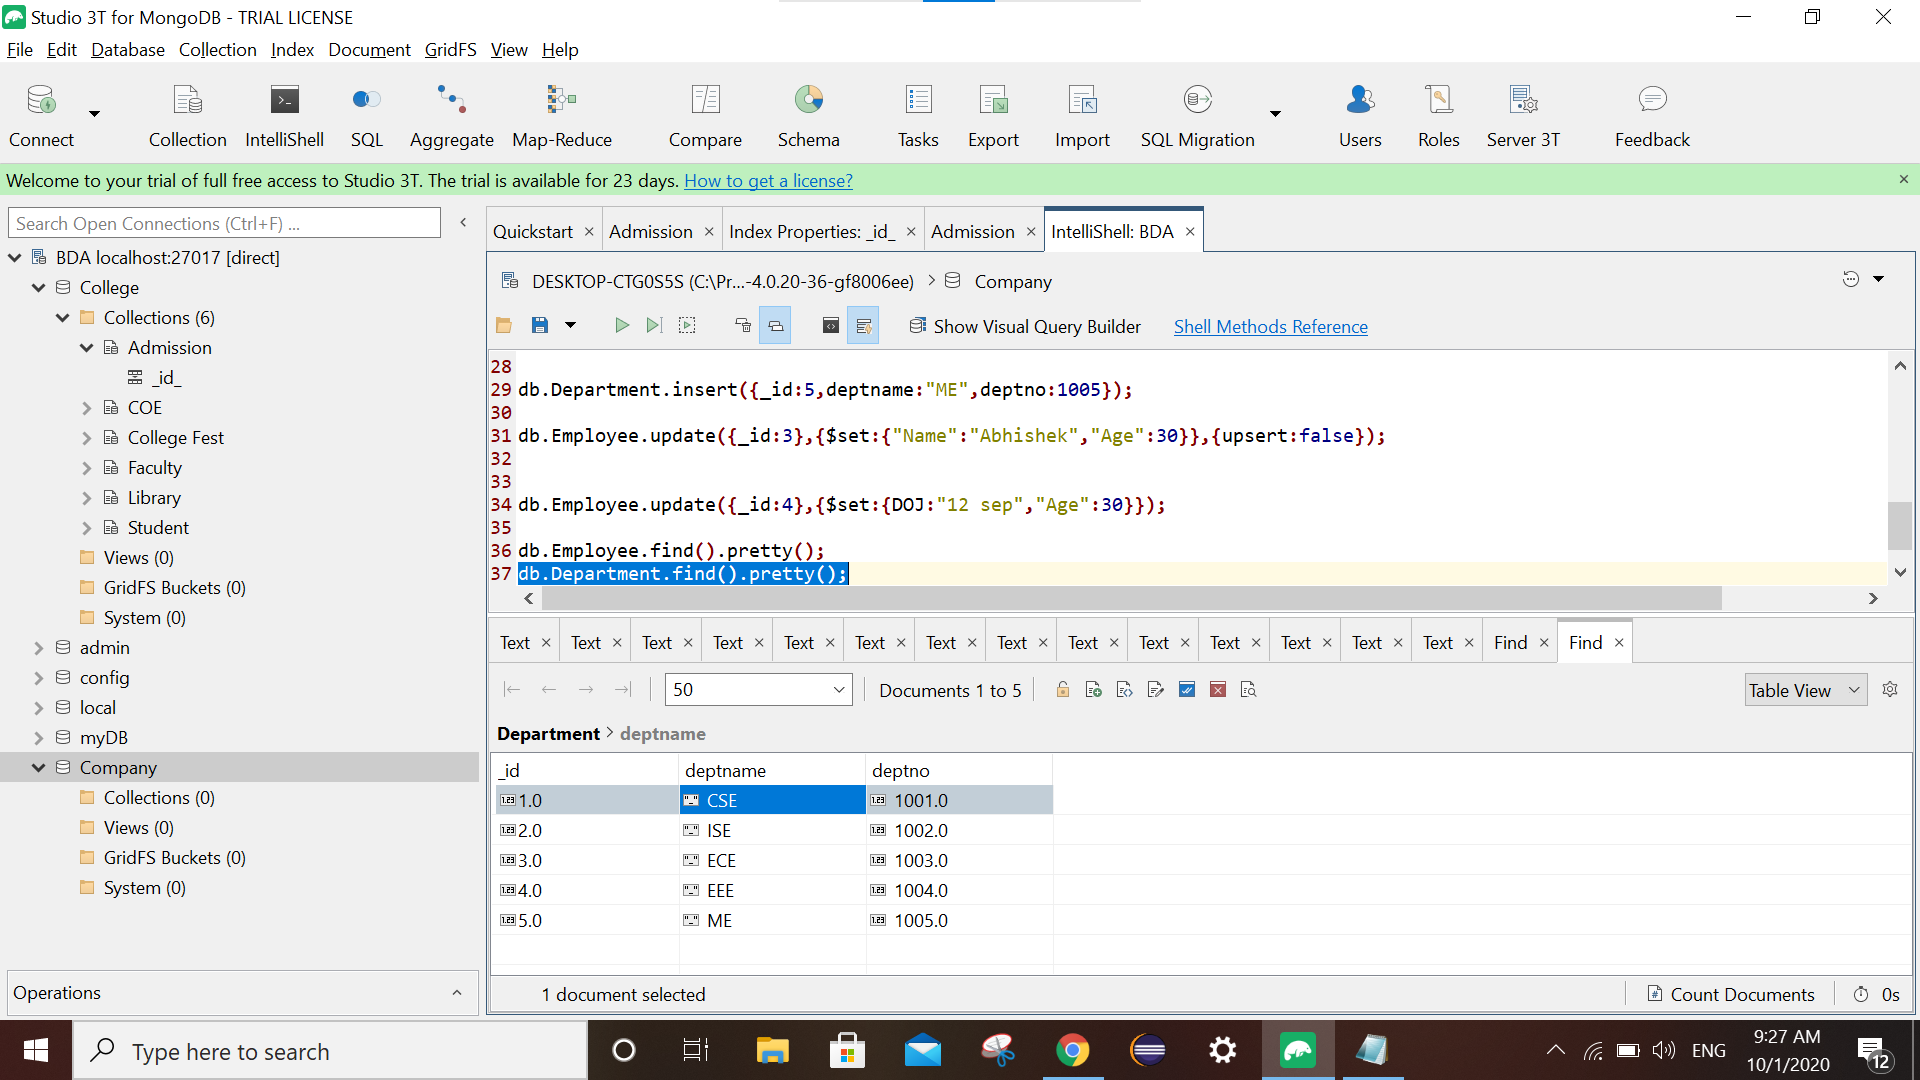 Studio 3T for MongoDB - TRIAL LICENSE
File Edit Database Collection Index Document GridFS View Help
Connect Collection IntelliShell SQL Aggregate Map-Reduce Compare Schema Tasks Export Import SQL Migration Users Roles Server 3T Feedback
Welcome to your trial of full free access to Studio 3T. The trial is available for 23 days. How to get a license?
Search Open Connections (Ctrl+F) ...
BDA localhost:27017 [direct]
College
Collections (6)
Admission
_id_
COE
College Fest
Faculty
Library
Student
Views (0)
GridFS Buckets (0)
System (0)
admin
config
local
myDB
Company
Collections (0)
Views (0)
GridFS Buckets (0)
System (0)
Operations
Quickstart Admission Index Properties: _id_ Admission IntelliShell: BDA
DESKTOP-CTG0S5S (C:\Pr...-4.0.20-36-gf8006ee) > Company
Show Visual Query Builder Shell Methods Reference
28
29 db.Department.insert({_id:5,deptname:"ME",deptno:1005});
30
31 db.Employee.update({_id:3},{$set:{"Name":"Abhishek","Age":30}},{upsert:false});
32
33
34 db.Employee.update({_id:4},{$set:{DOJ:"12 sep","Age":30}});
35
36 db.Employee.find().pretty();
37 db.Department.find().pretty();
Text Text Text Text Text Text Text Text Text Text Text Text Text Text Find Find
50 Documents 1 to 5 Table View
Department > deptname
_id deptname deptno
1.0 CSE 1001.0
2.0 ISE 1002.0
3.0 ECE 1003.0
4.0 EEE 1004.0
5.0 ME 1005.0
1 document selected Count Documents 0s
Type here to search
ENG
9:27 AM
10/1/2020
12